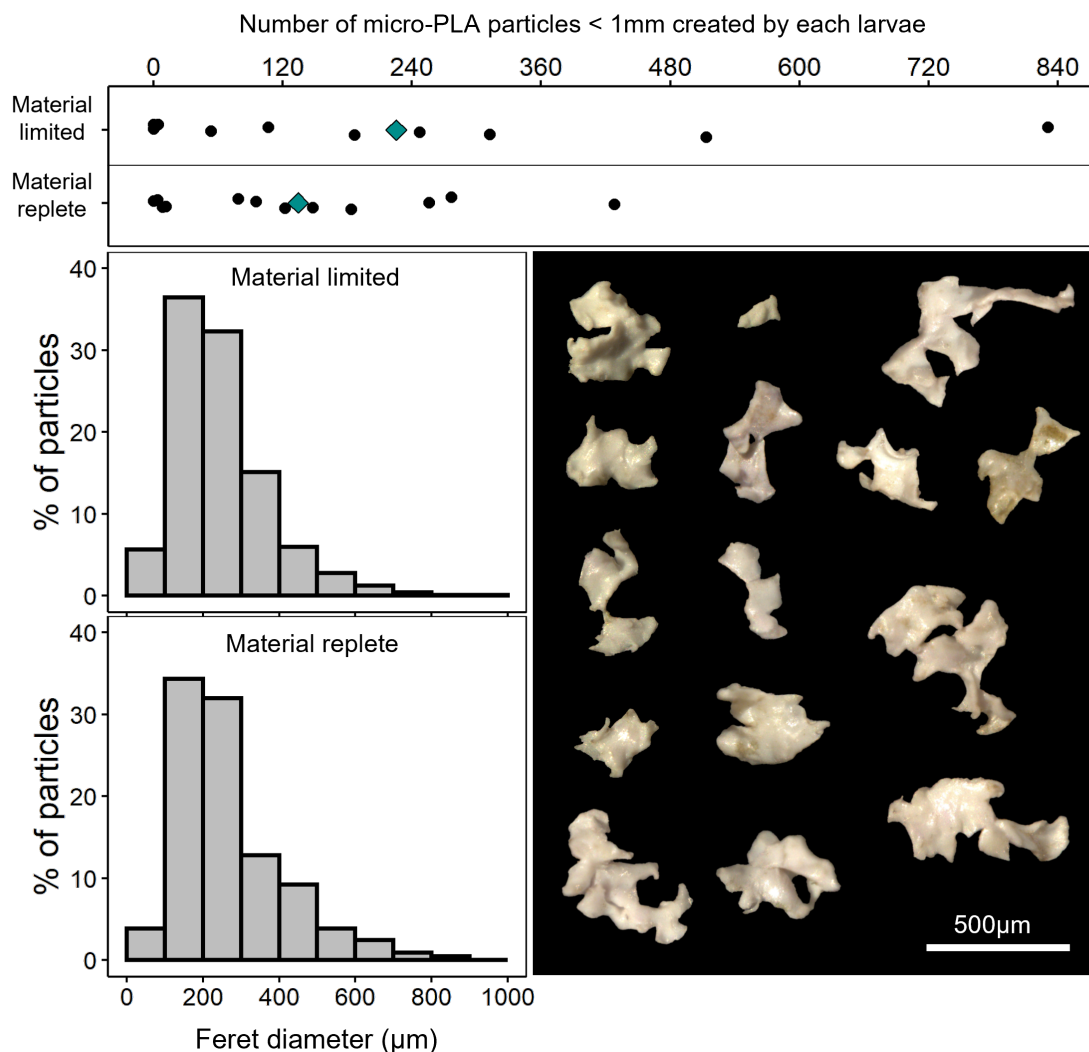 Number of micro-PLA particles < 1mm created by each larvae
0 120 240 360 480 600 720 840
Material
limited
Material
replete
Material limited
40
30
20
10
0
% of particles
Material replete
40
30
20
10
0
% of particles
0 200 400 600 800 1000
Feret diameter (µm)
500µm